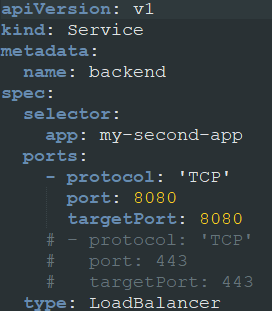 apiVersion: v1
kind: Service
metadata:
  name: backend
spec:
  selector:
    app: my-second-app
  ports:
    - protocol: 'TCP'
      port: 8080
      targetPort: 8080
    # - protocol: 'TCP'
    #   port: 443
    #   targetPort: 443
  type: LoadBalancer